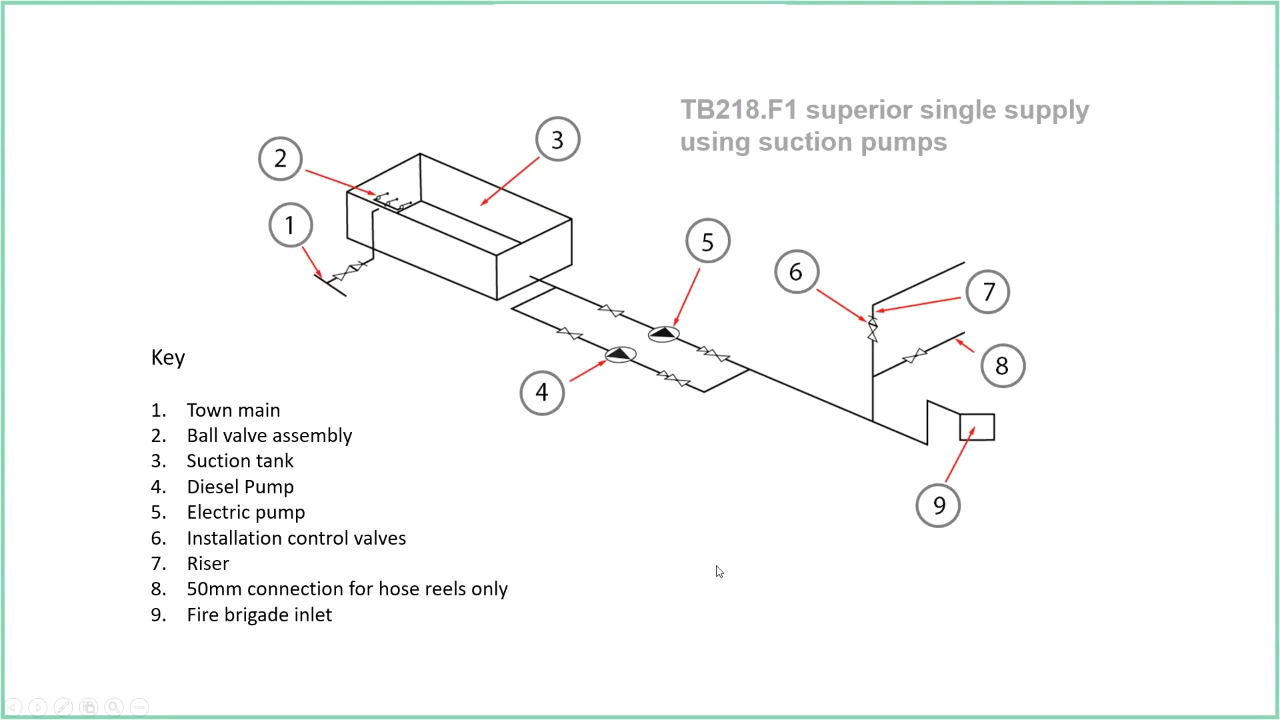 TB218.F1 superior single supply
using suction pumps
2
3
1
5
6
7
8
4
9
Key
1. Town main
2. Ball valve assembly
3. Suction tank
4. Diesel Pump
5. Electric pump
6. Installation control valves
7. Riser
8. 50mm connection for hose reels only
9. Fire brigade inlet